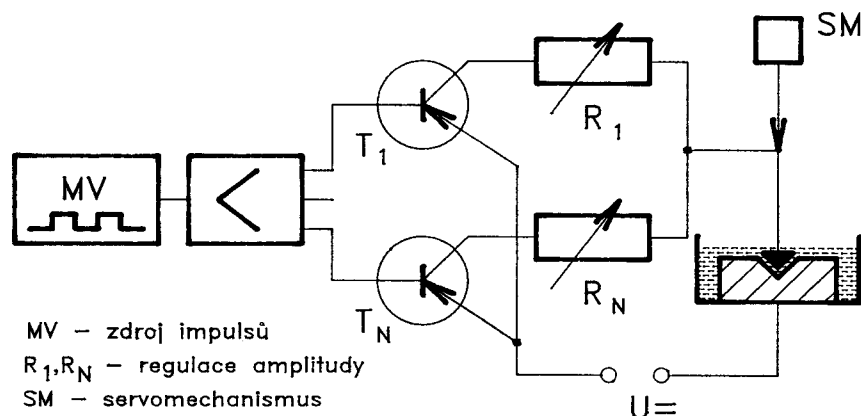 SM
R1
T1
MV
RN
TN
U=
MV – zdroj impulsů
R1,RN – regulace amplitudy
SM – servomechanismus